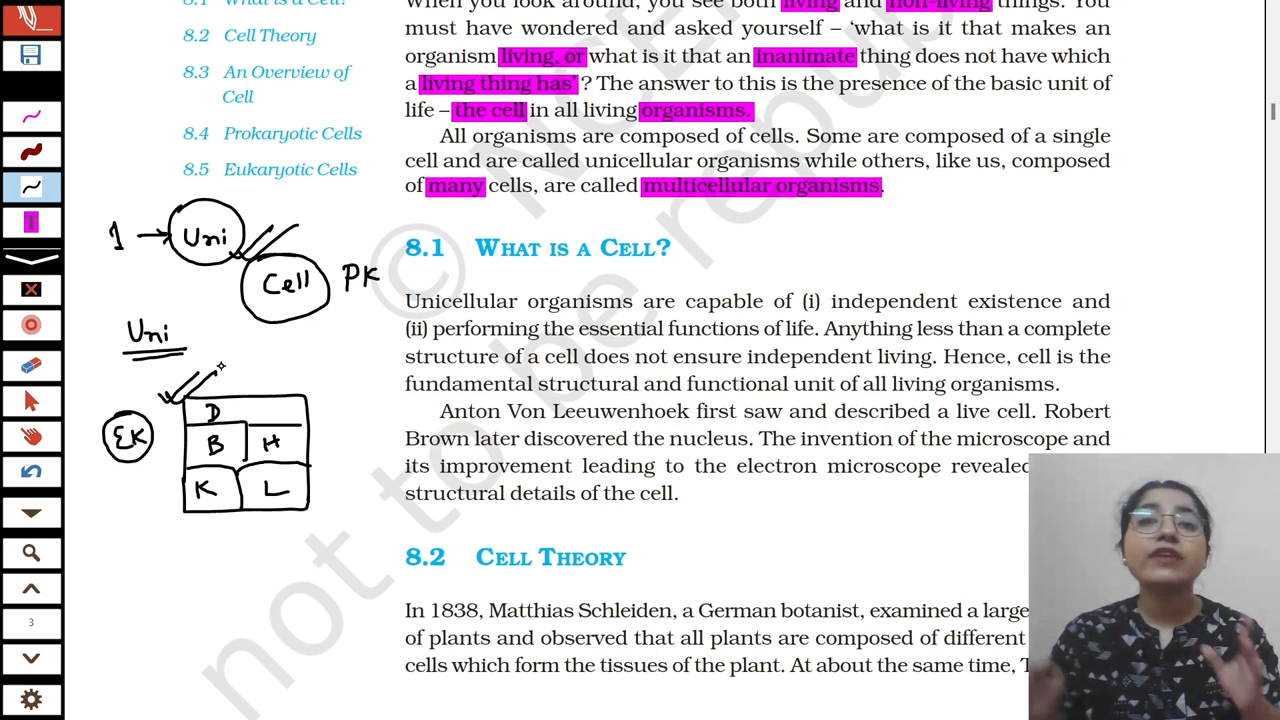 8.1 What is a Cell?
8.2 Cell Theory
8.3 An Overview of
Cell
8.4 Prokaryotic Cells
8.5 Eukaryotic Cells
When you look around, you see both living and non-living things. You
must have wondered and asked yourself – ‘what is it that makes an
organism living, or what is it that an inanimate thing does not have which
a living thing has’ ? The answer to this is the presence of the basic unit of
life – the cell in all living organisms.
All organisms are composed of cells. Some are composed of a single
cell and are called unicellular organisms while others, like us, composed
of many cells, are called multicellular organisms.
8.1 WHAT IS A CELL?
Unicellular organisms are capable of (i) independent existence and
(ii) performing the essential functions of life. Anything less than a complete
structure of a cell does not ensure independent living. Hence, cell is the
fundamental structural and functional unit of all living organisms.
Anton Von Leeuwenhoek first saw and described a live cell. Robert
Brown later discovered the nucleus. The invention of the microscope and
its improvement leading to the electron microscope revealed
structural details of the cell.
8.2 CELL THEORY
In 1838, Matthias Schleiden, a German botanist, examined a large
of plants and observed that all plants are composed of different
cells which form the tissues of the plant. At about the same time, T
1 → Uni
Cell PK
Uni
EK
D
B H
K L
not to be repu
© NCE
3